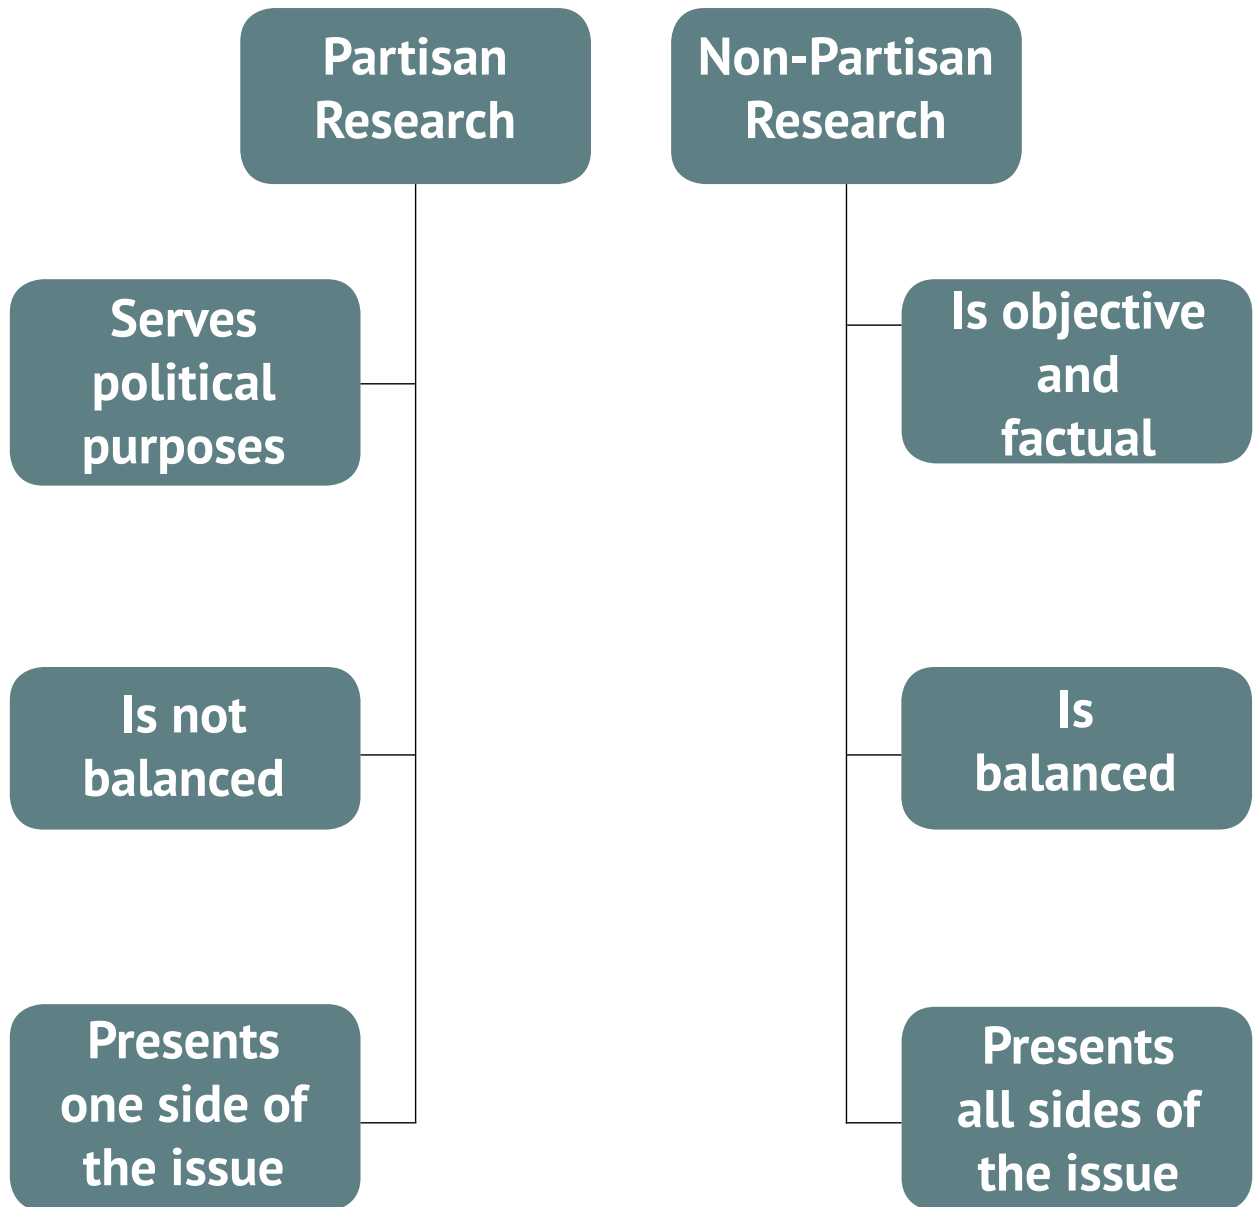 Partisan
Research
Serves
political
purposes
Is not
balanced
Presents
one side of
the issue
Non-Partisan
Research
Is objective
and
factual
Is
balanced
Presents
all sides of
the issue